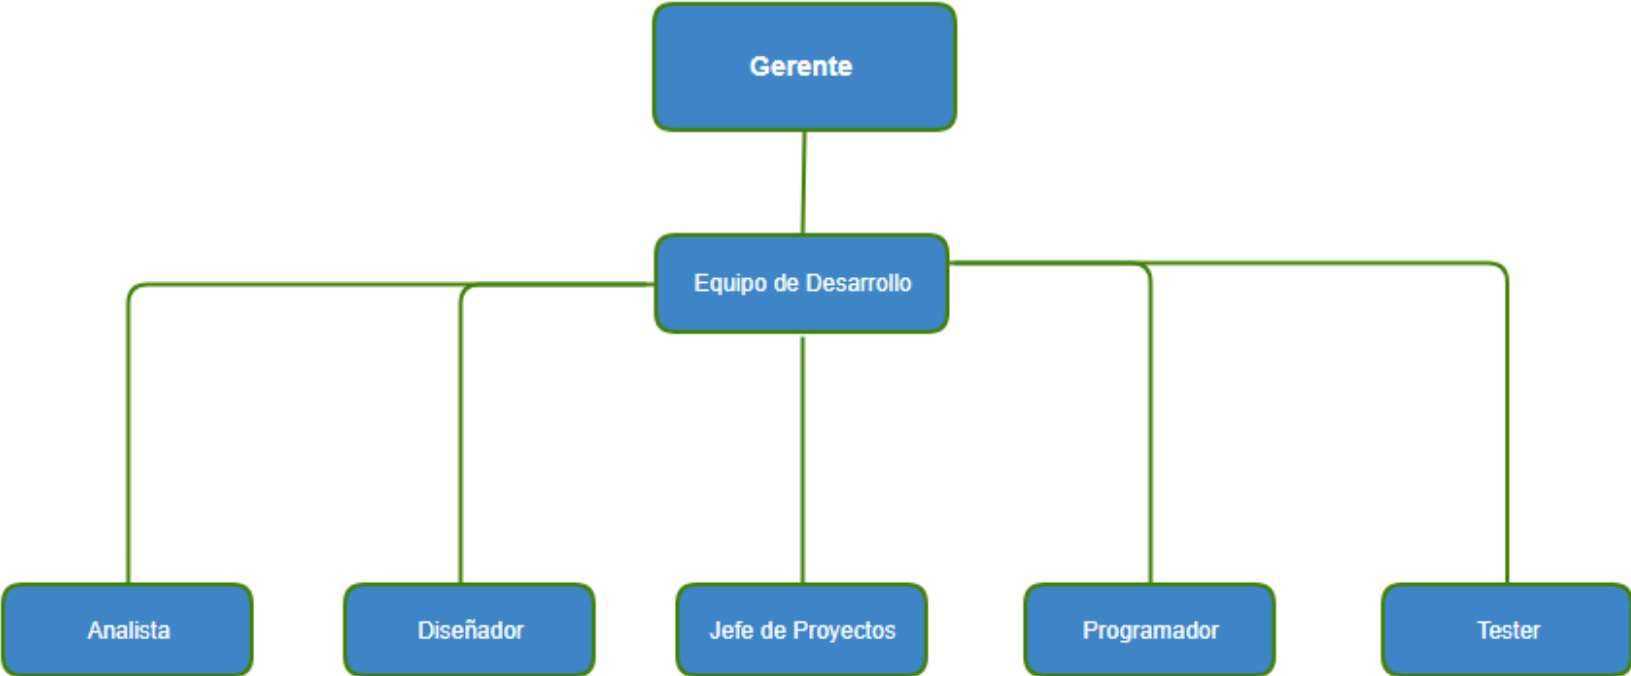 Gerente
Equipo de Desarrollo
Analista
Diseñador
Jefe de Proyectos
Programador
Tester